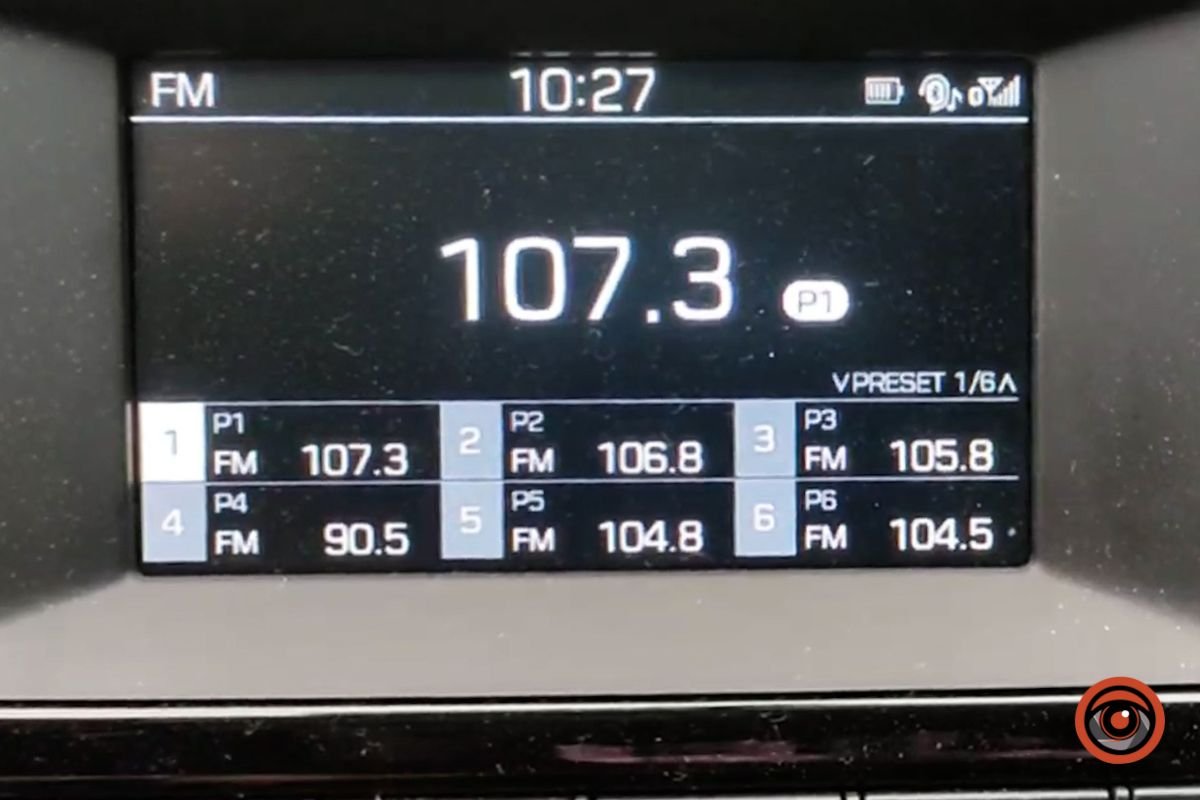 FM 10:27
107.3 P1
VPRESET 1/6Λ
1 P1 2 P2 3 P3
FM 107.3 FM 106.8 FM 105.8
4 P4 5 P5 6 P6
FM 90.5 FM 104.8 FM 104.5